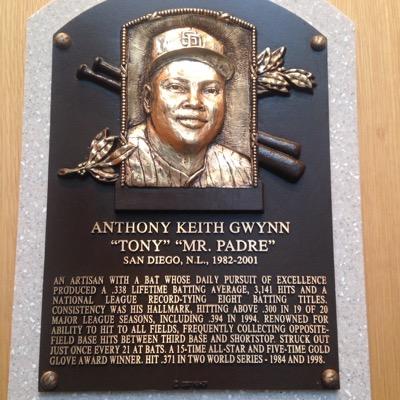 SD
ANTHONY KEITH GWYNN
"TONY" "MR. PADRE"
SAN DIEGO, N.L., 1982-2001
AN ARTISAN WITH A BAT WHOSE DAILY PURSUIT OF EXCELLENCE
PRODUCED A .338 LIFETIME BATTING AVERAGE, 3,141 HITS AND A
NATIONAL LEAGUE RECORD-TYING EIGHT BATTING TITLES.
CONSISTENCY WAS HIS HALLMARK, HITTING ABOVE .300 IN 19 OF 20
MAJOR LEAGUE SEASONS, INCLUDING .394 IN 1994. RENOWNED FOR
ABILITY TO HIT TO ALL FIELDS, FREQUENTLY COLLECTING OPPOSITE-
FIELD BASE HITS BETWEEN THIRD BASE AND SHORTSTOP. STRUCK OUT
JUST ONCE EVERY 21 AT BATS. A 15-TIME ALL-STAR AND FIVE-TIME GOLD
GLOVE AWARD WINNER. HIT .371 IN TWO WORLD SERIES - 1984 AND 1998.